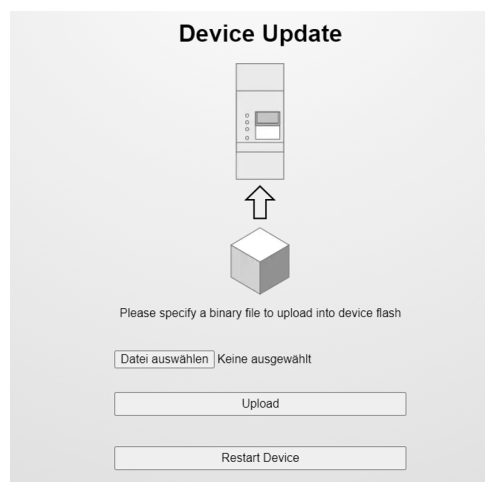 Device Update
Please specify a binary file to upload into device flash
Datei auswählen Keine ausgewählt
Upload
Restart Device